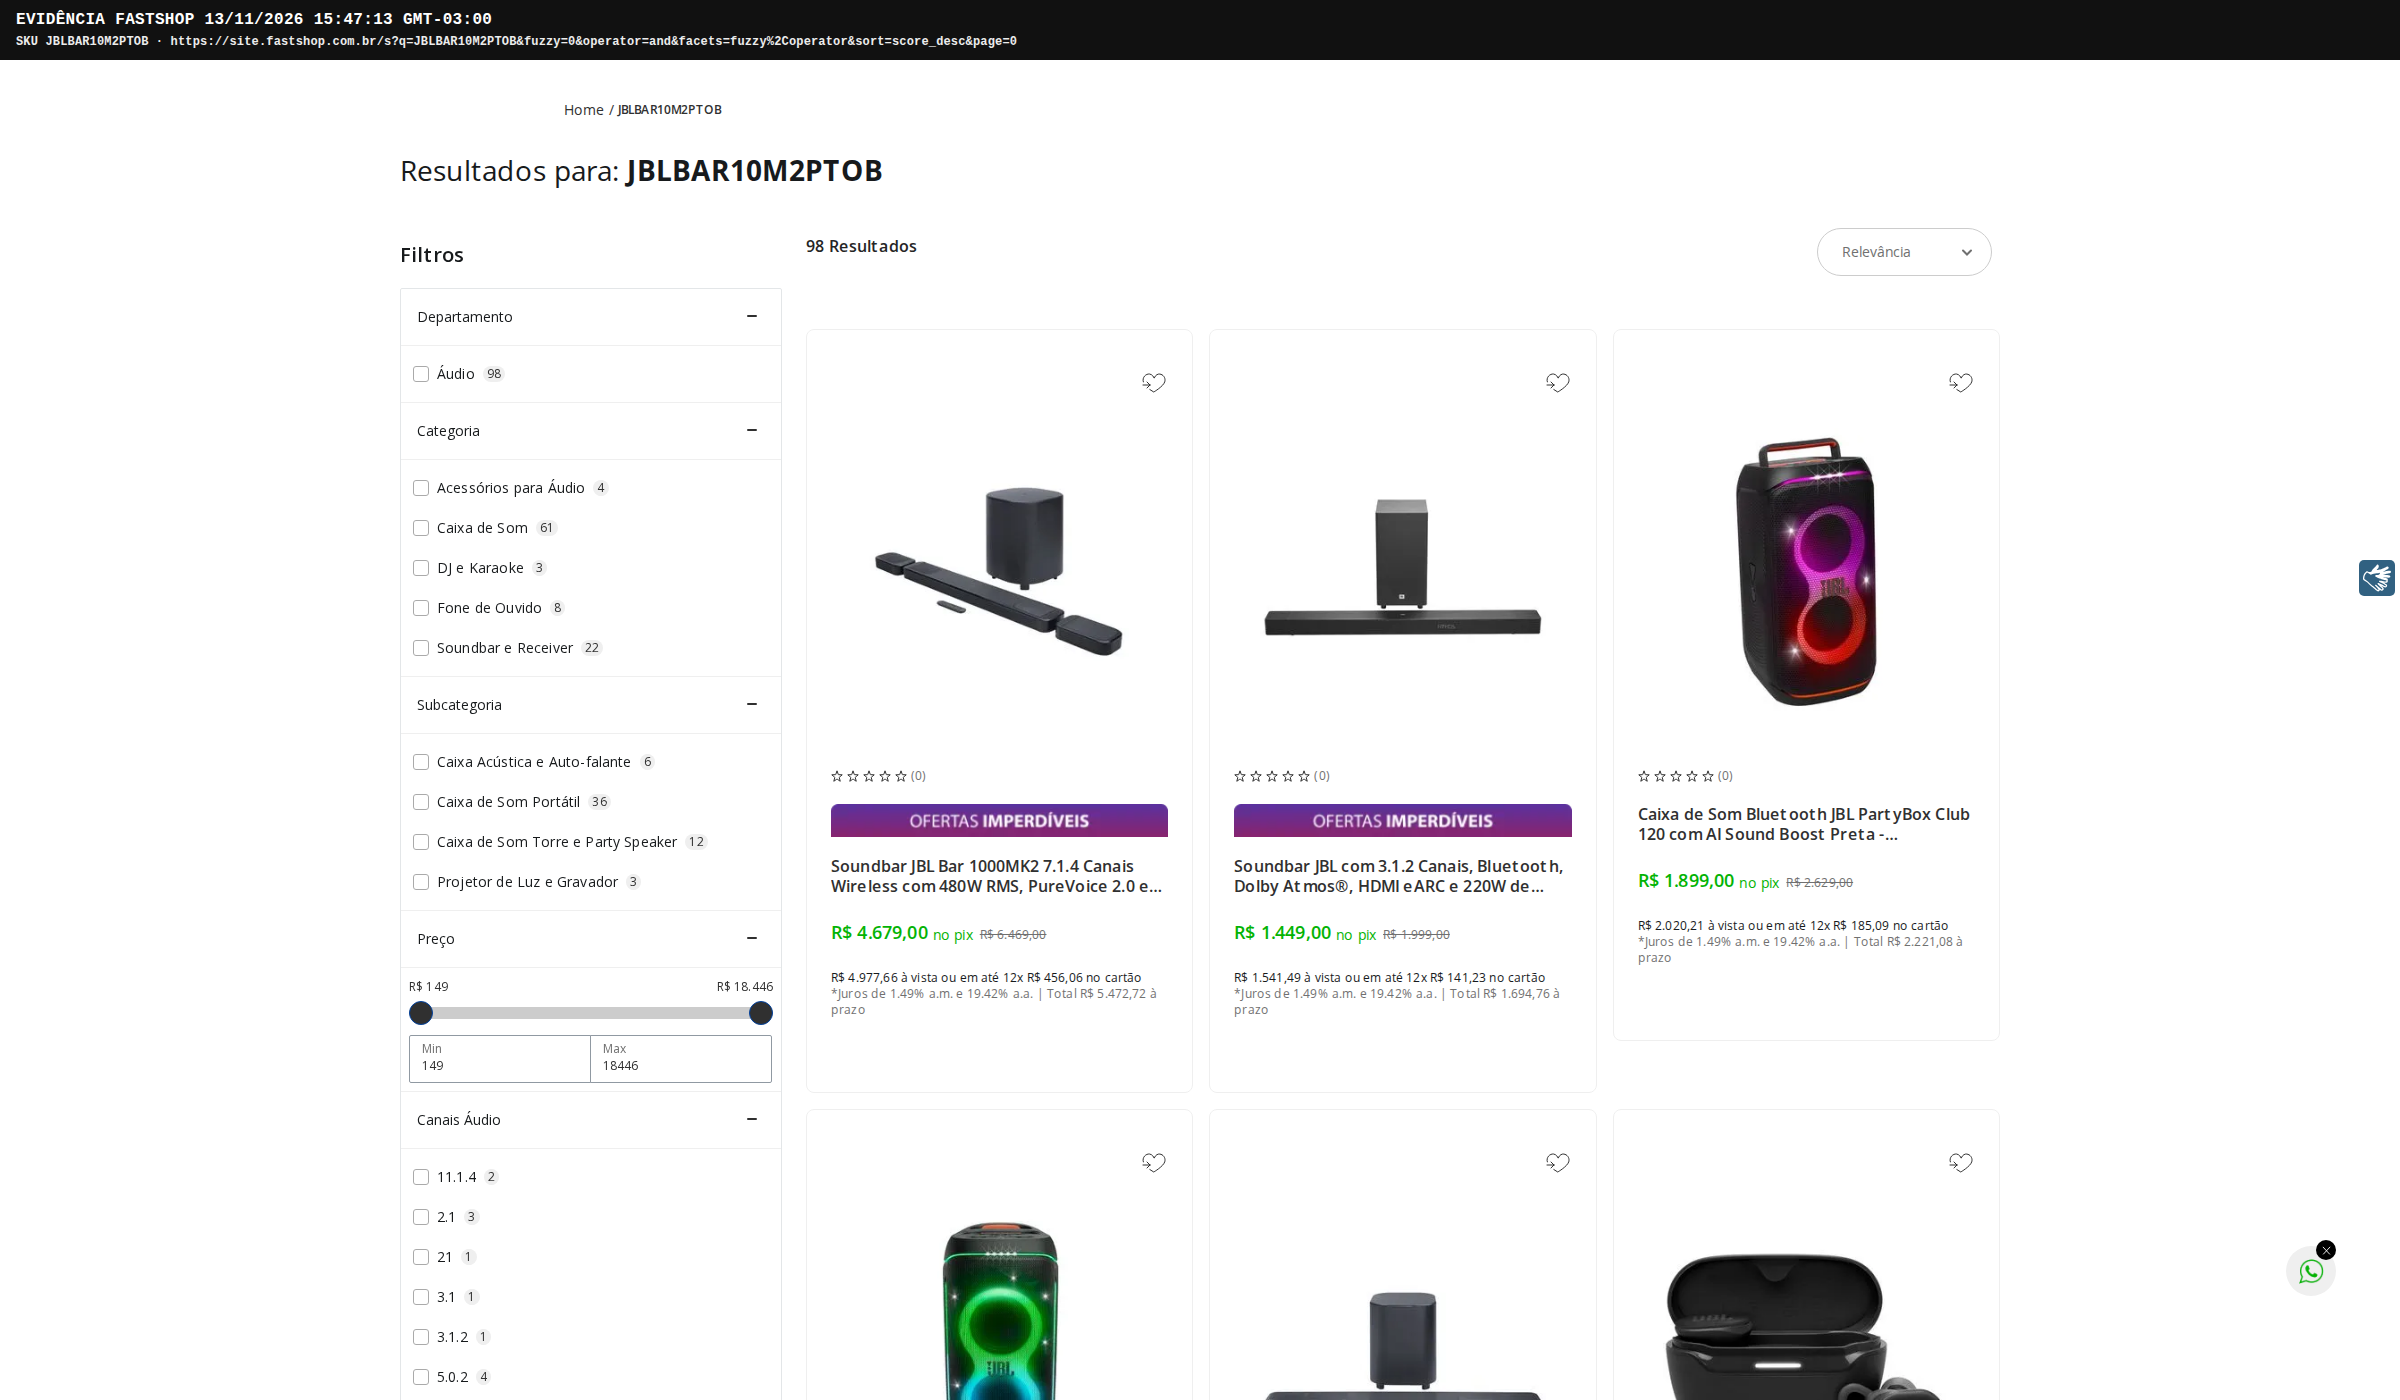 EVIDÊNCIA FASTSHOP 13/11/2026 15:47:13 GMT-03:00
SKU JBLBAR10M2PTOB · https://site.fastshop.com.br/s?q=JBLBAR10M2PTOB&fuzzy=0&operator=and&facets=fuzzy%2Coperator&sort=score_desc&page=0
Home / JBLBAR10M2PTOB
Resultados para: JBLBAR10M2PTOB
Filtros
98 Resultados
Relevância
Departamento
Áudio 98
Categoria
Acessórios para Áudio 4
Caixa de Som 61
DJ e Karaoke 3
Fone de Ouvido 8
Soundbar e Receiver 22
Subcategoria
Caixa Acústica e Auto-falante 6
Caixa de Som Portátil 36
Caixa de Som Torre e Party Speaker 12
Projetor de Luz e Gravador 3
Preço
R$ 149 R$ 18.446
Min
149
Max
18446
Canais Áudio
11.1.4 2
2.1 3
21 1
3.1 1
3.1.2 1
5.0.2 4
(0)
OFERTAS IMPERDÍVEIS
Soundbar JBL Bar 1000MK2 7.1.4 Canais
Wireless com 480W RMS, PureVoice 2.0 e...
R$ 4.679,00 no pix R$ 6.469,00
R$ 4.977,66 à vista ou em até 12x R$ 456,06 no cartão
*Juros de 1.49% a.m. e 19.42% a.a. | Total R$ 5.472,72 à
prazo
(0)
OFERTAS IMPERDÍVEIS
Soundbar JBL com 3.1.2 Canais, Bluetooth,
Dolby Atmos®, HDMI eARC e 220W de...
R$ 1.449,00 no pix R$ 1.999,00
R$ 1.541,49 à vista ou em até 12x R$ 141,23 no cartão
*Juros de 1.49% a.m. e 19.42% a.a. | Total R$ 1.694,76 à
prazo
JBL
(0)
Caixa de Som Bluetooth JBL PartyBox Club
120 com AI Sound Boost Preta -...
R$ 1.899,00 no pix R$ 2.629,00
R$ 2.020,21 à vista ou em até 12x R$ 185,09 no cartão
*Juros de 1.49% a.m. e 19.42% a.a. | Total R$ 2.221,08 à
prazo
JBL